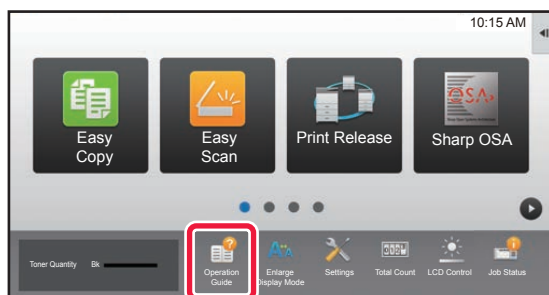 10:15 AM
Easy
Copy
Easy
Scan
Print Release
OSA
Sharp OSA
Toner Quantity
Bk
Operation
Guide
Enlarge
Display Mode
Settings
Total Count
LCD Control
Job Status